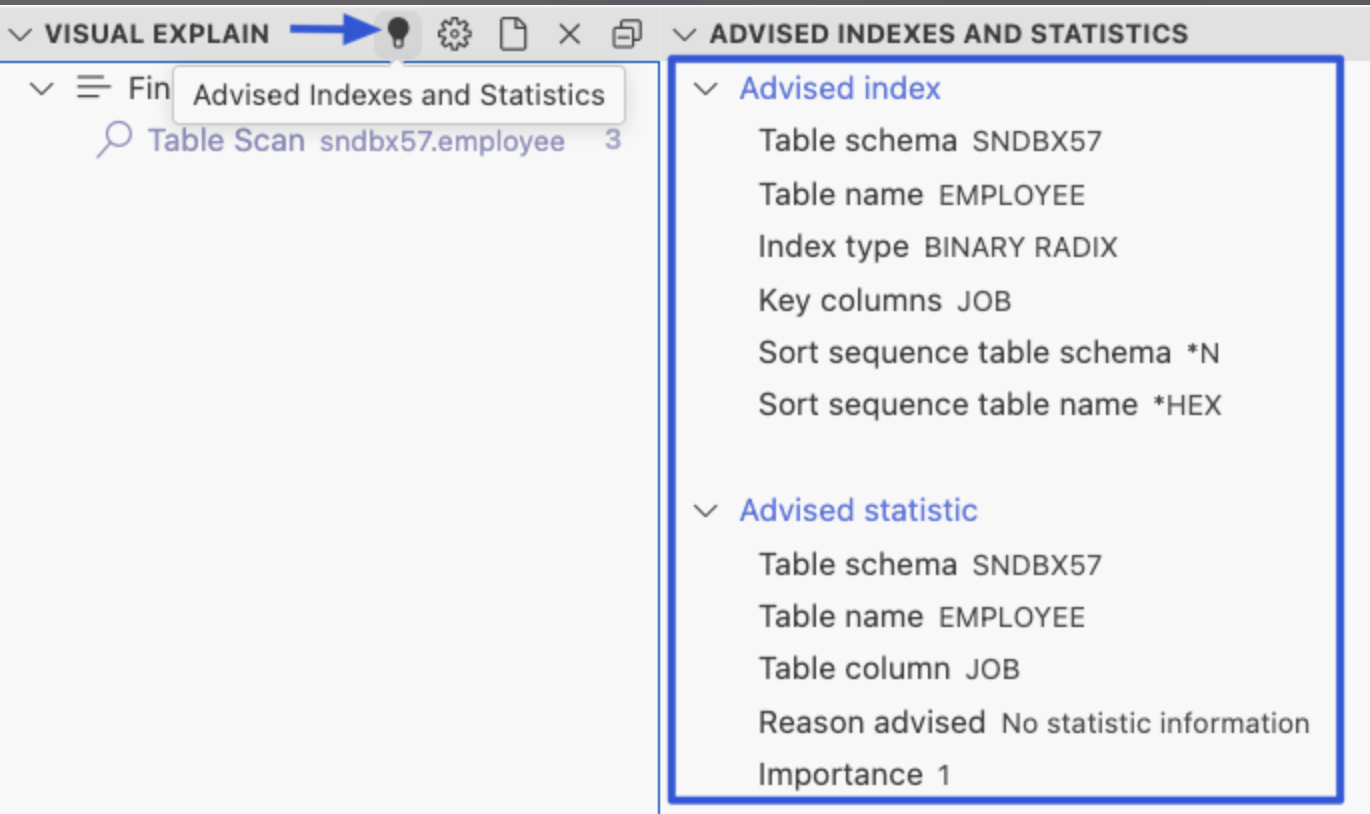 VISUAL EXPLAIN
Fin
Advised Indexes and Statistics
Table Scan sndbx57.employee 3
ADVISED INDEXES AND STATISTICS
Advised index
Table schema SNDBX57
Table name EMPLOYEE
Index type BINARY RADIX
Key columns JOB
Sort sequence table schema *N
Sort sequence table name *HEX
Advised statistic
Table schema SNDBX57
Table name EMPLOYEE
Table column JOB
Reason advised No statistic information
Importance 1